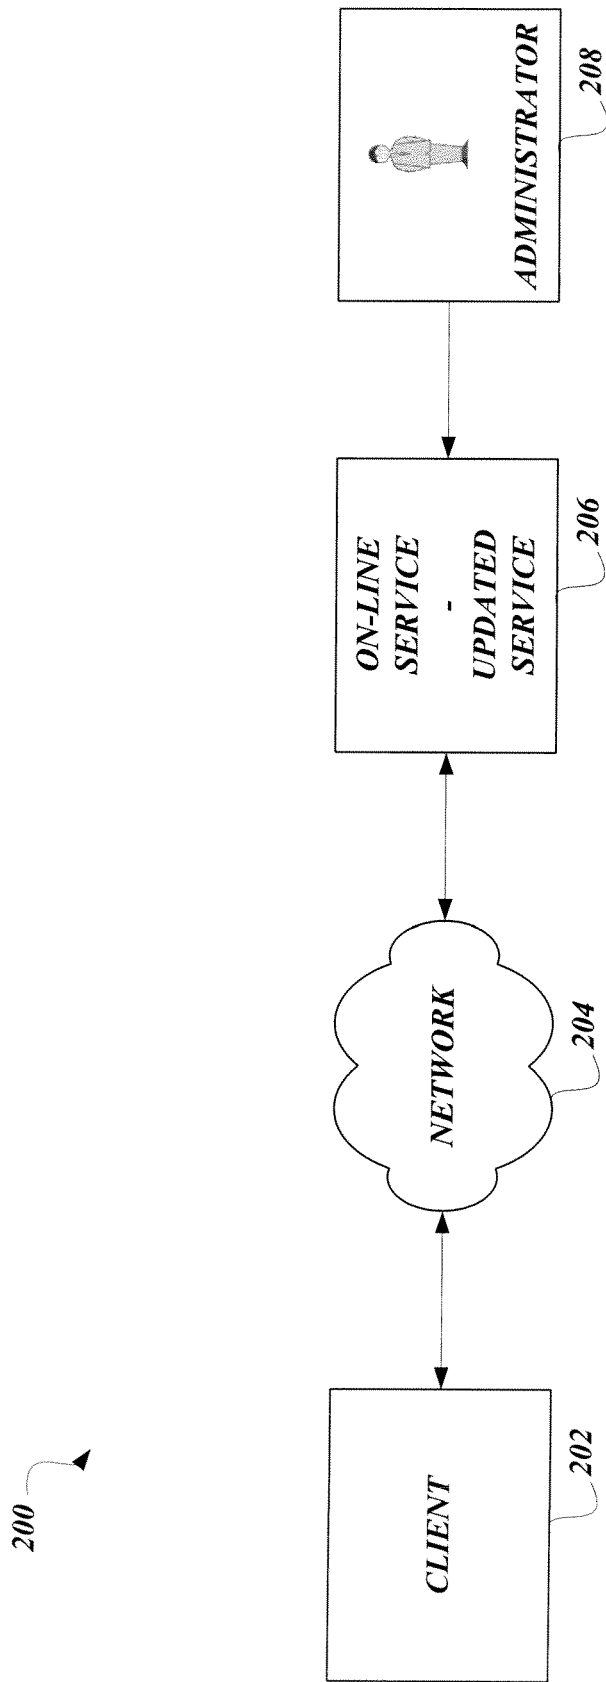 200
CLIENT
202
NETWORK
204
ON-LINE
SERVICE
-
UPDATED
SERVICE
206
ADMINISTRATOR
208